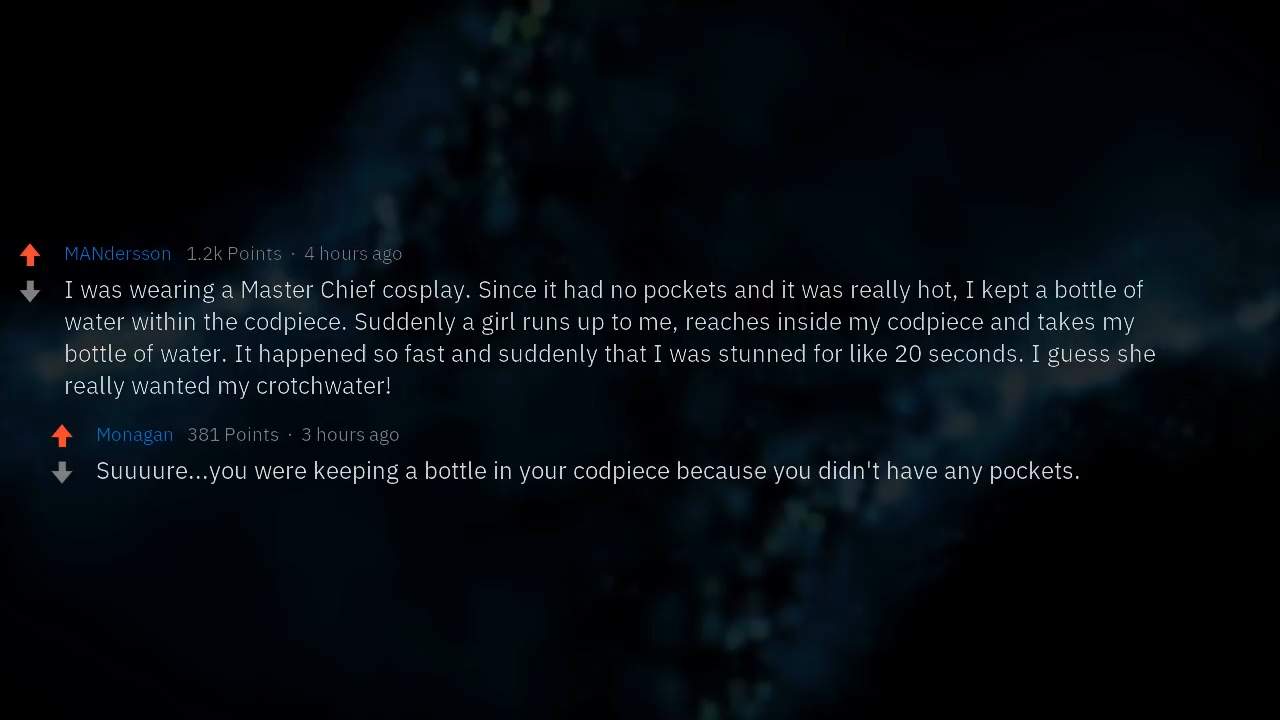 MANdersson 1.2k Points · 4 hours ago
I was wearing a Master Chief cosplay. Since it had no pockets and it was really hot, I kept a bottle of
water within the codpiece. Suddenly a girl runs up to me, reaches inside my codpiece and takes my
bottle of water. It happened so fast and suddenly that I was stunned for like 20 seconds. I guess she
really wanted my crotchwater!
Monagan 381 Points · 3 hours ago
Suuuure...you were keeping a bottle in your codpiece because you didn't have any pockets.